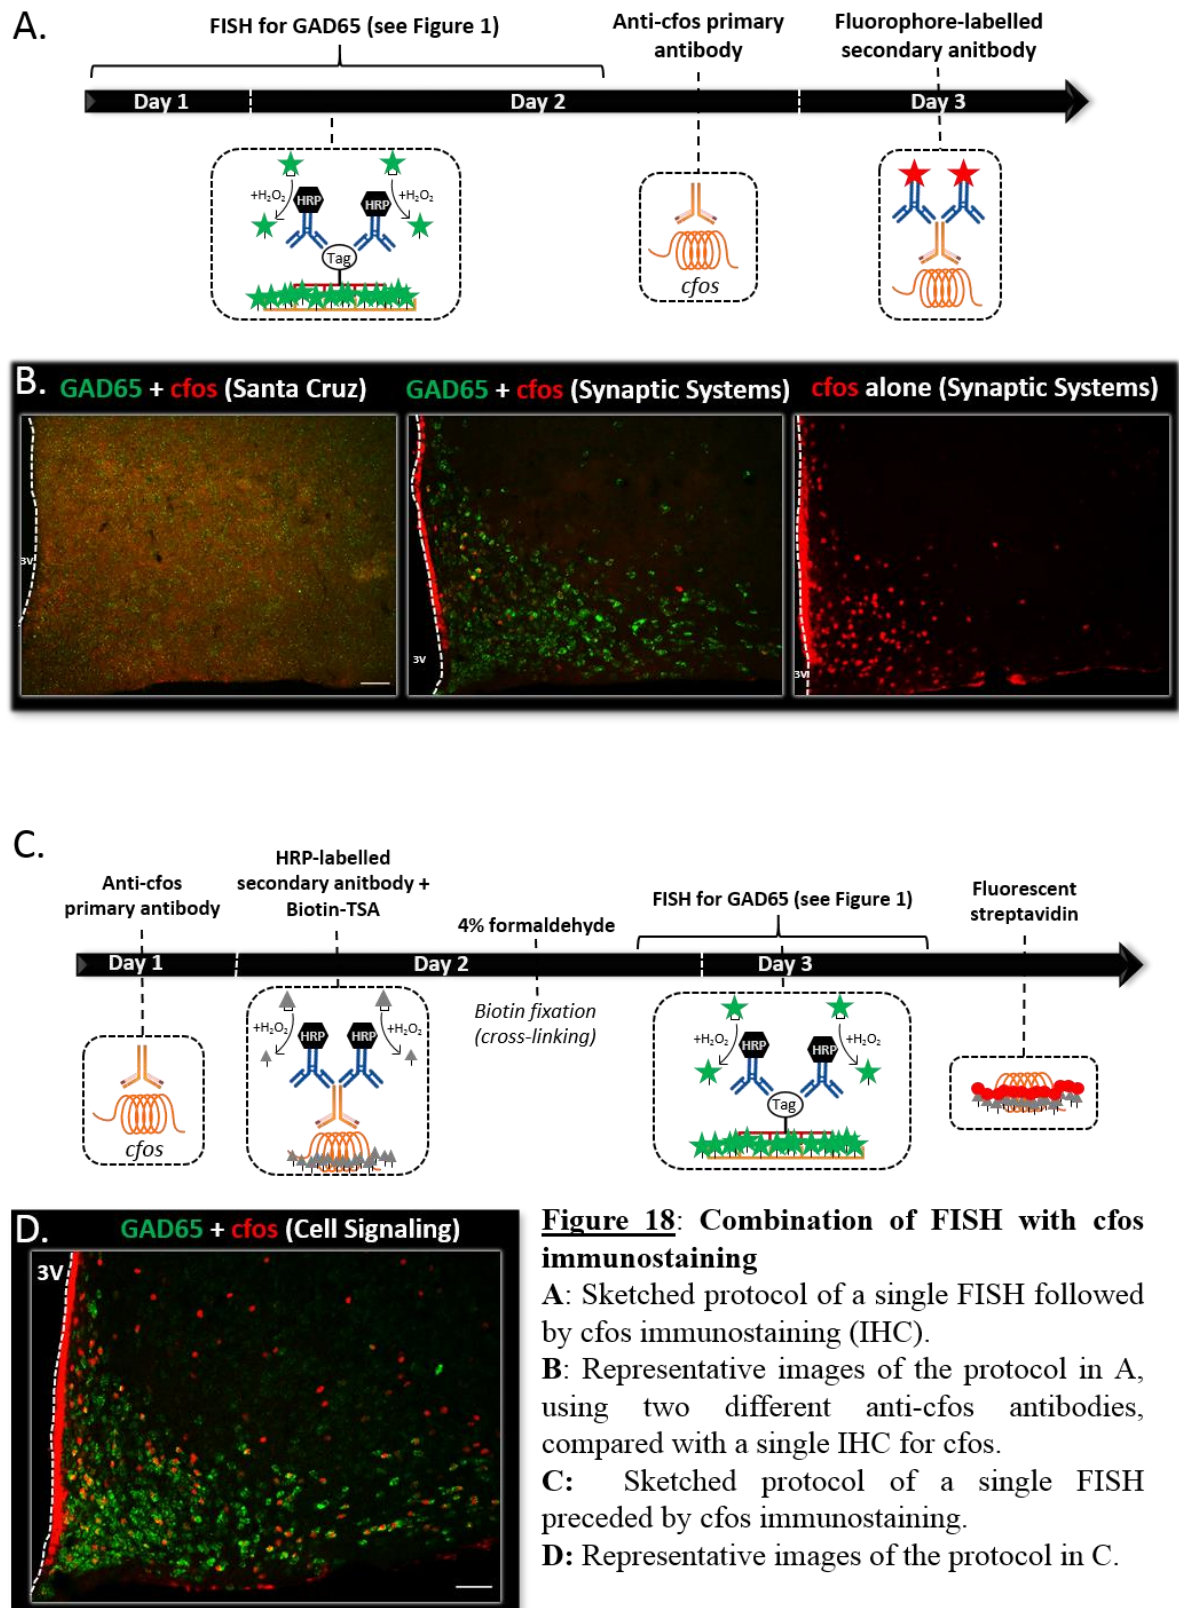 A.
FISH for GAD65 (see Figure 1)
Anti-cfos primary
antibody
Fluorophore-labelled
secondary anitbody
Day 1
Day 2
Day 3
+H₂O₂
+H₂O₂
HRP
HRP
Tag
cfos
B.
GAD65 + cfos (Santa Cruz)
GAD65 + cfos (Synaptic Systems)
cfos alone (Synaptic Systems)
3V
3V
3V
C.
Anti-cfos
primary antibody
HRP-labelled
secondary anitbody +
Biotin-TSA
4% formaldehyde
FISH for GAD65 (see Figure 1)
Fluorescent
streptavidin
Day 1
Day 2
Day 3
cfos
+H₂O₂
+H₂O₂
HRP
HRP
Biotin fixation
(cross-linking)
+H₂O₂
+H₂O₂
HRP
HRP
Tag
D.
GAD65 + cfos (Cell Signaling)
3V
Figure 18: Combination of FISH with cfos
immunostaining
A: Sketched protocol of a single FISH followed
by cfos immunostaining (IHC).
B: Representative images of the protocol in A,
using two different anti-cfos antibodies,
compared with a single IHC for cfos.
C: Sketched protocol of a single FISH
preceded by cfos immunostaining.
D: Representative images of the protocol in C.